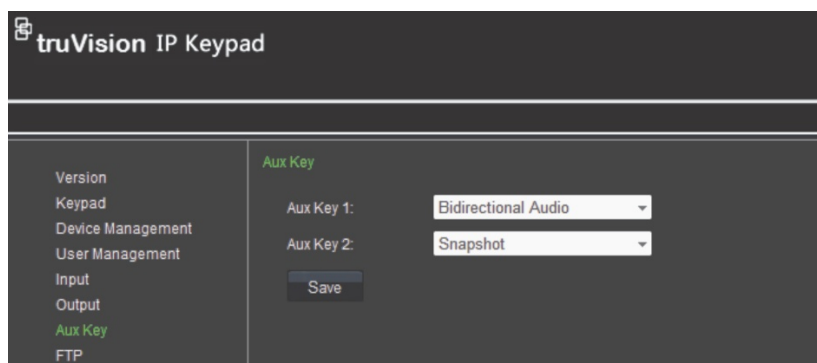 truVision IP Keypad
Version
Keypad
Device Management
User Management
Input
Output
Aux Key
FTP
Aux Key
Aux Key 1: Bidirectional Audio
Aux Key 2: Snapshot
Save